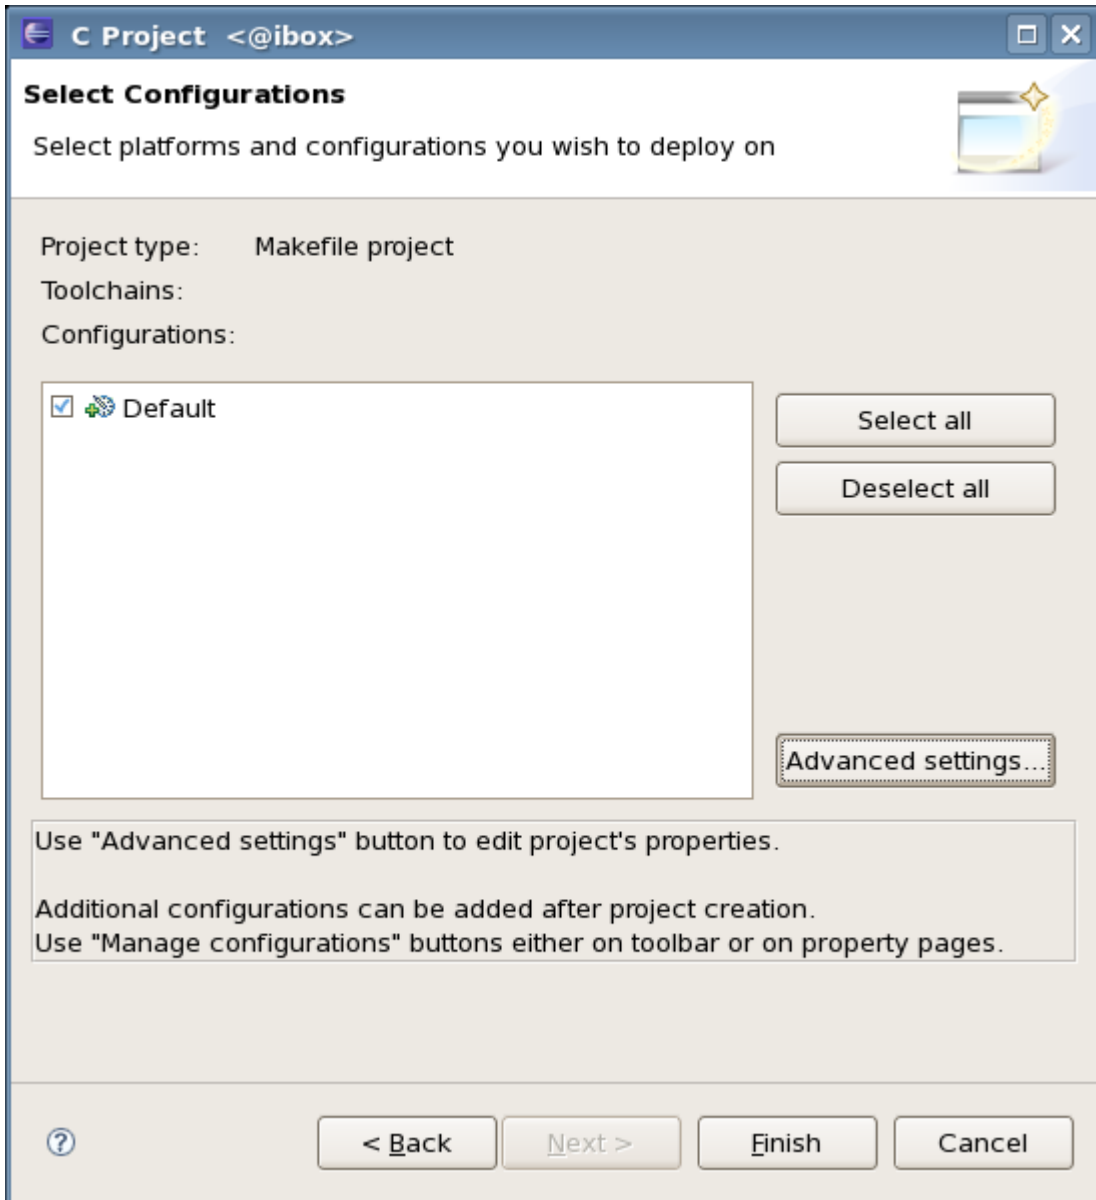 C Project <@ibox>
Select Configurations
Select platforms and configurations you wish to deploy on
Project type: Makefile project
Toolchains:
Configurations:
Default
Select all
Deselect all
Advanced settings...
Use "Advanced settings" button to edit project's properties.
Additional configurations can be added after project creation.
Use "Manage configurations" buttons either on toolbar or on property pages.
? < Back Next > Finish Cancel